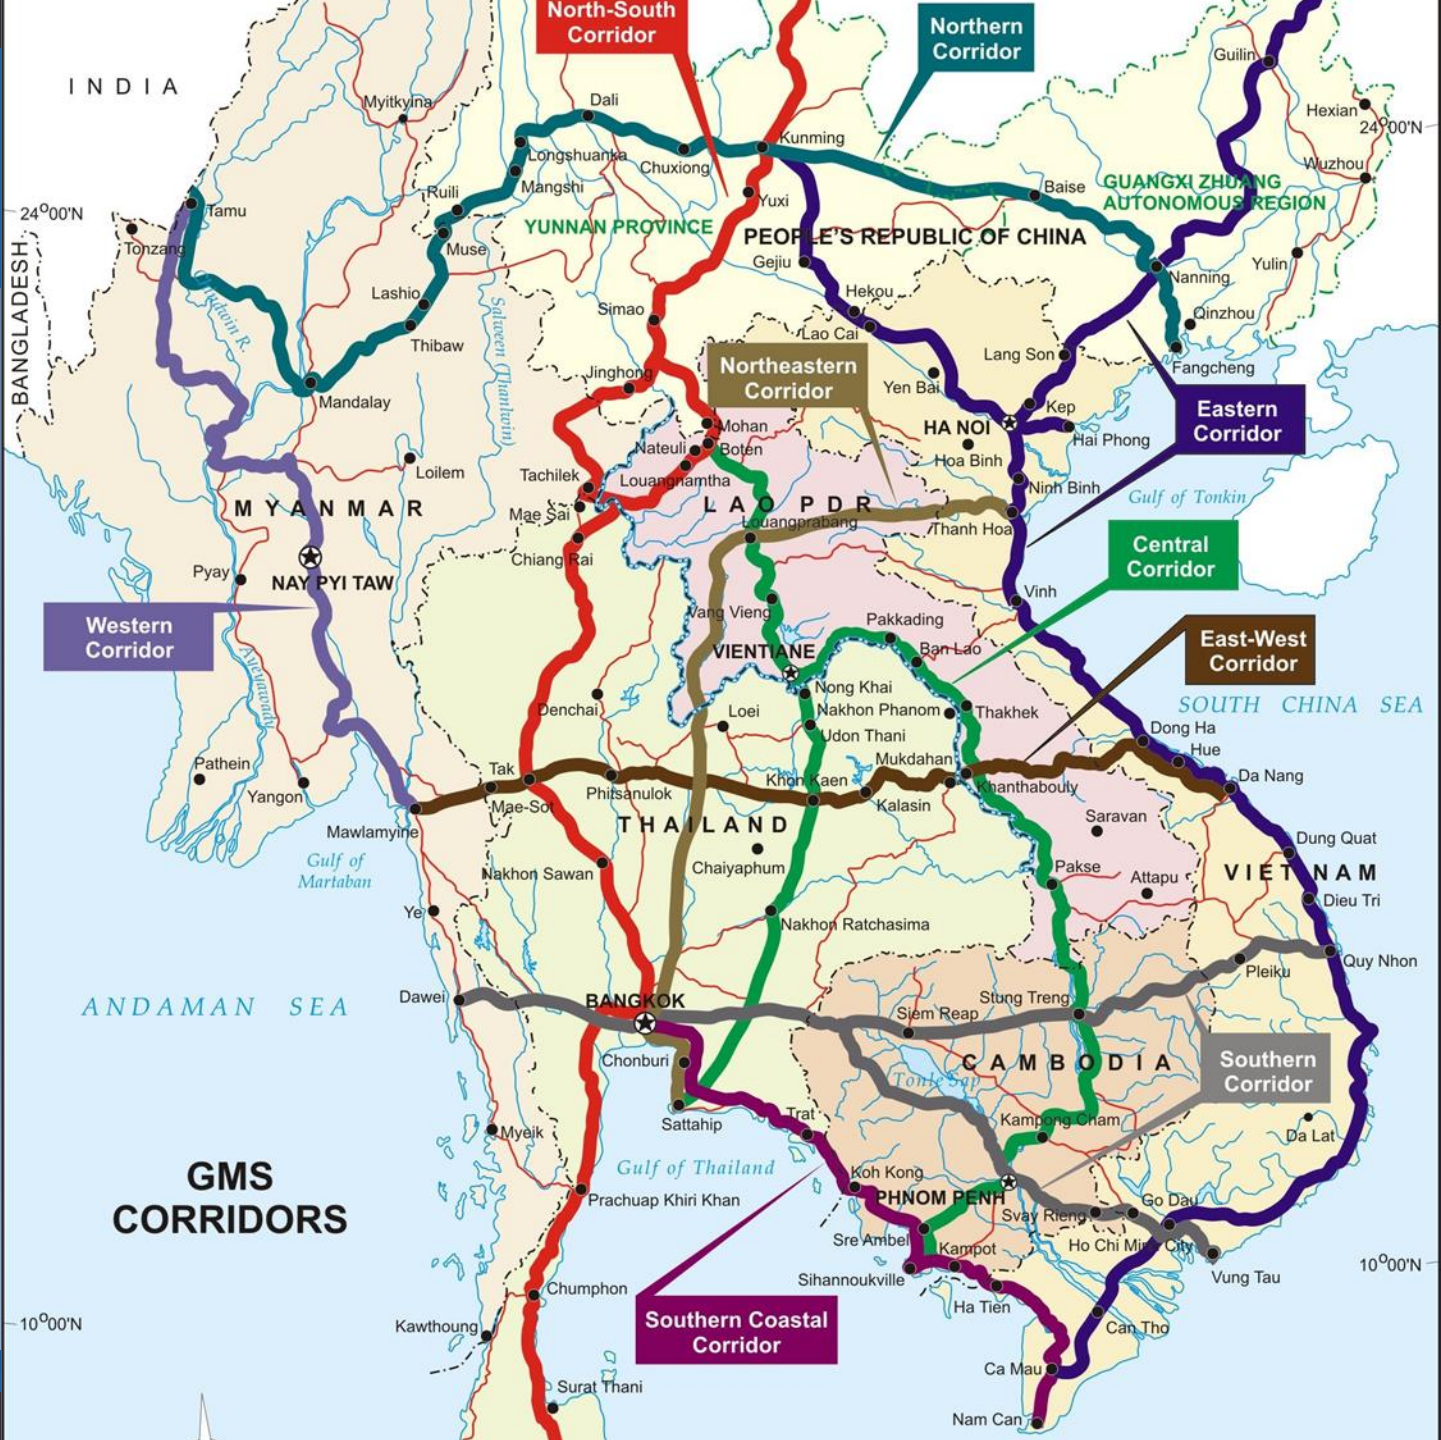 North-South
Corridor
Northern
Corridor
Guilin
INDIA
Myitkyina
Dali
Hexian
24⁰00'N
Kunming
Longshuanka
Chuxiong
Wuzhou
Mangshi
Ruili
Baise
GUANGXI ZHUANG
AUTONOMOUS REGION
Yuxi
24⁰00'N
Tamu
YUNNAN PROVINCE
PEOPLE'S REPUBLIC OF CHINA
Tonzang
Muse
Gejiu
Yulin
Nanning
BANGLADESH
Chindwin R.
Lashio
Hekou
Simao
Qinzhou
Salween (Thanlwin)
Lao Cai
Thibaw
Lang Son
Northeastern
Corridor
Fangcheng
Jinghong
Yen Bai
Mandalay
Kep
Eastern
Corridor
Mohan
HA NOI
Hai Phong
Nateuli
Boten
Hoa Binh
Loilem
Tachilek
Louangnamtha
Ninh Binh
Gulf of Tonkin
MYANMAR
LAO PDR
Mae Sai
Louangprabang
Thanh Hoa
Chiang Rai
Central
Corridor
Pyay
NAY PYI TAW
Vinh
Western
Corridor
Vang Vieng
Pakkading
East-West
Corridor
Ayeyawady
VIENTIANE
Ban Lao
Nong Khai
SOUTH CHINA SEA
Denchai
Loei
Nakhon Phanom
Thakhek
Dong Ha
Udon Thani
Hue
Pathein
Tak
Mukdahan
Da Nang
Khon Kaen
Khanthabouly
Yangon
Mae-Sot
Phitsanulok
Kalasin
Mawlamyine
THAILAND
Saravan
Dung Quat
Gulf of
Martaban
Chaiyaphum
Nakhon Sawan
Pakse
VIET NAM
Attapu
Ye
Dieu Tri
Nakhon Ratchasima
Quy Nhon
Pleiku
Dawei
BANGKOK
Stung Treng
ANDAMAN SEA
Siem Reap
Chonburi
CAMBODIA
Southern
Corridor
Tonle Sap
Trat
Kampong Cham
Sattahip
Myeik
Da Lat
Gulf of Thailand
Koh Kong
GMS
CORRIDORS
Prachuap Khiri Khan
PHNOM PENH
Go Dau
Svay Rieng
Sre Ambel
Kampot
Ho Chi Minh City
10⁰00'N
Sihannoukville
Vung Tau
Chumphon
Ha Tien
Southern Coastal
Corridor
10⁰00'N
Kawthoung
Can Tho
Ca Mau
Surat Thani
Nam Can